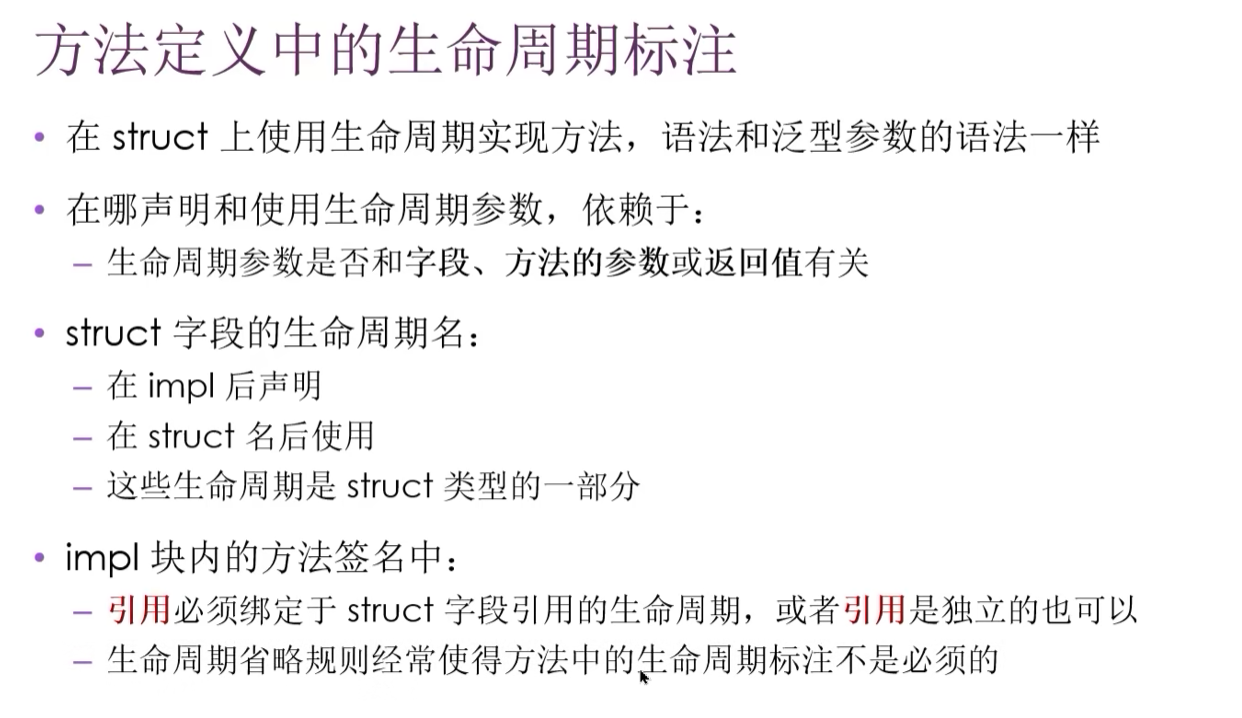 方法定义中的生命周期标注
• 在 struct 上使用生命周期实现方法，语法和泛型参数的语法一样
• 在哪声明和使用生命周期参数，依赖于：
– 生命周期参数是否和字段、方法的参数或返回值有关
• struct 字段的生命周期名：
– 在 impl 后声明
– 在 struct 名后使用
– 这些生命周期是 struct 类型的一部分
• impl 块内的方法签名中：
– 引用必须绑定于 struct 字段引用的生命周期，或者引用是独立的也可以
– 生命周期省略规则经常使得方法中的生命周期标注不是必须的